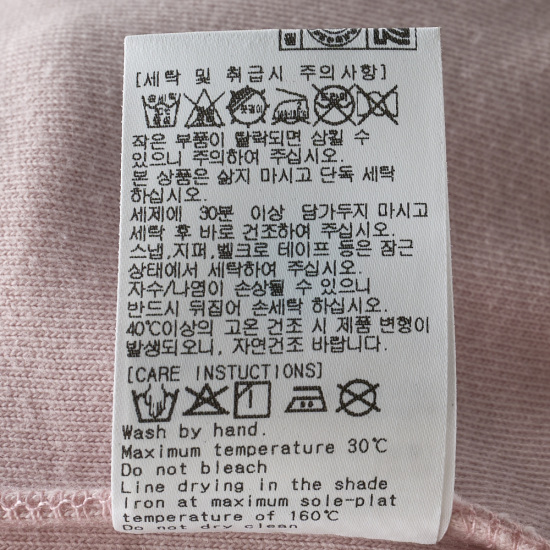 [세탁 및 취급시 주의사항]
작은 부품이 탈락되면 삼킬 수
있으니 주의하여 주십시오.
본 상품은 삶지 마시고 단독 세탁
하십시오.
세제에 30분 이상 담가두지 마시고
세탁 후 바로 건조하여 주십시오.
스냅,지퍼,벨크로 테이프 등은 잠근
상태에서 세탁하여 주십시오.
자수/나염이 손상될 수 있으니
반드시 뒤집어 손세탁 하십시오.
40℃이상의 고온 건조 시 제품 변형이
발생되오니, 자연건조 바랍니다.
[CARE INSTUCTIONS]
Wash by hand.
Maximum temperature 30℃
Do not bleach
Line drying in the shade
Iron at maximum sole-plat
temperature of 160℃
Do not dry clean